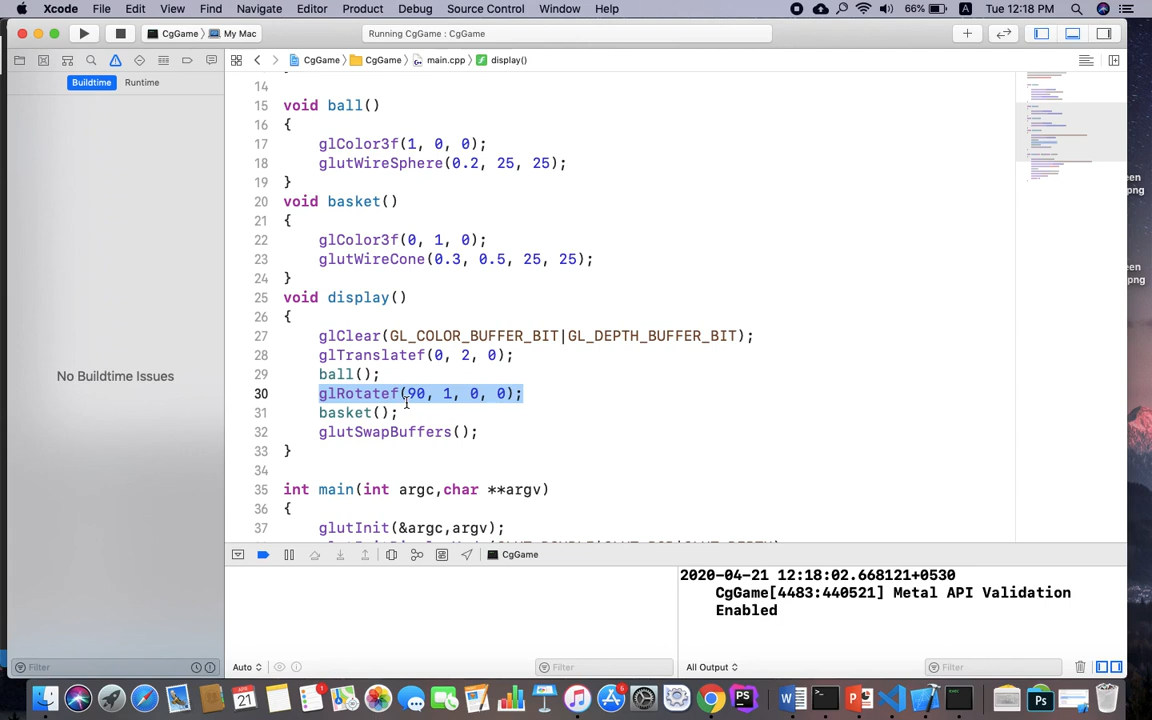 Xcode File Edit View Find Navigate Editor Product Debug Source Control Window Help 66% A Tue 12:18 PM
CgGame My Mac Running CgGame : CgGame
CgGame CgGame main.cpp display()
Buildtime Runtime
14
15 void ball()
16 {
17 glColor3f(1, 0, 0);
18 glutWireSphere(0.2, 25, 25);
19 }
20 void basket()
21 {
22 glColor3f(0, 1, 0);
23 glutWireCone(0.3, 0.5, 25, 25);
24 }
25 void display()
26 {
27 glClear(GL_COLOR_BUFFER_BIT|GL_DEPTH_BUFFER_BIT);
28 glTranslatef(0, 2, 0);
29 ball();
30 glRotatef(90, 1, 0, 0);
31 basket();
32 glutSwapBuffers();
33 }
34
35 int main(int argc,char **argv)
36 {
37 glutInit(&argc,argv);
No Buildtime Issues
CgGame
2020-04-21 12:18:02.668121+0530
CgGame[4483:440521] Metal API Validation
Enabled
Filter Auto Filter All Output Filter
een
png
een
png